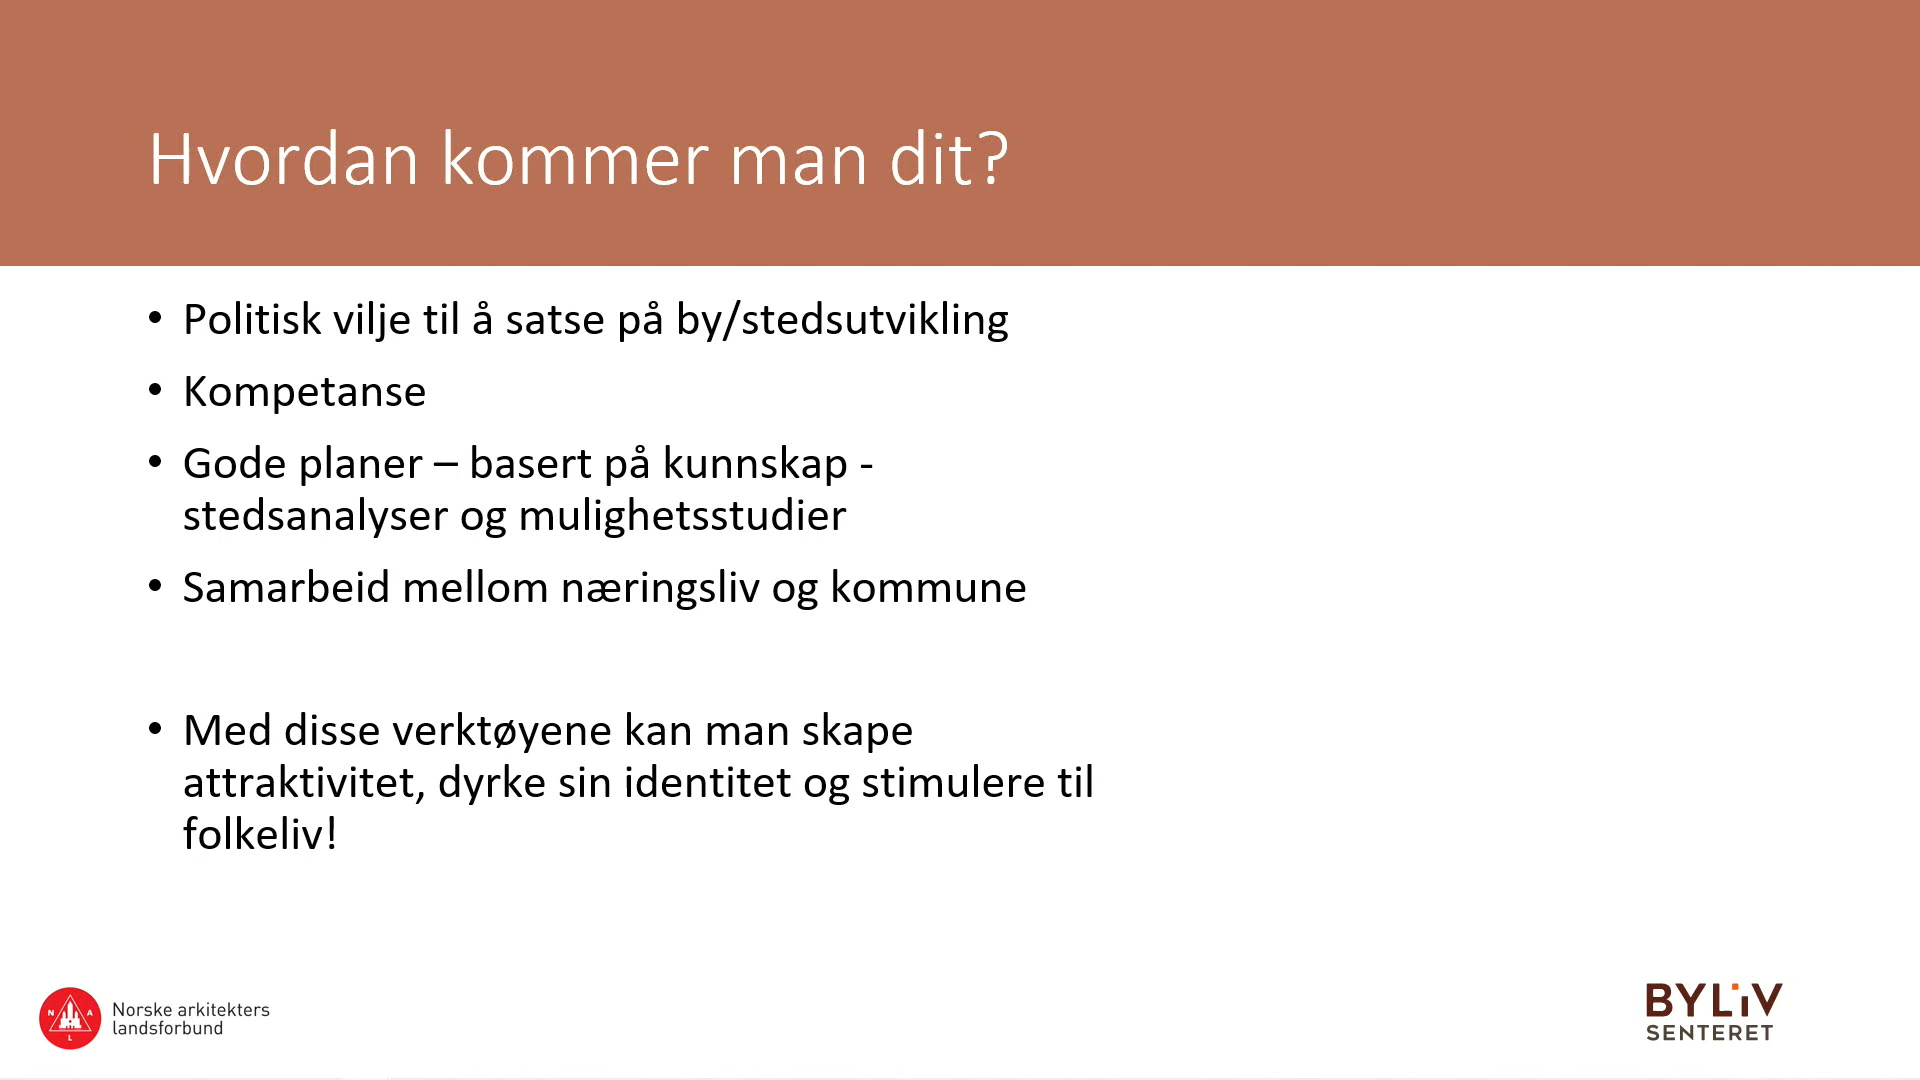 Hvordan kommer man dit?
• Politisk vilje til å satse på by/stedsutvikling
• Kompetanse
• Gode planer – basert på kunnskap -
stedsanalyser og mulighetsstudier
• Samarbeid mellom næringsliv og kommune
• Med disse verktøyene kan man skape
attraktivitet, dyrke sin identitet og stimulere til
folkeliv!
N A L
Norske arkitekters
landsforbund
BYLiV
SENTERET